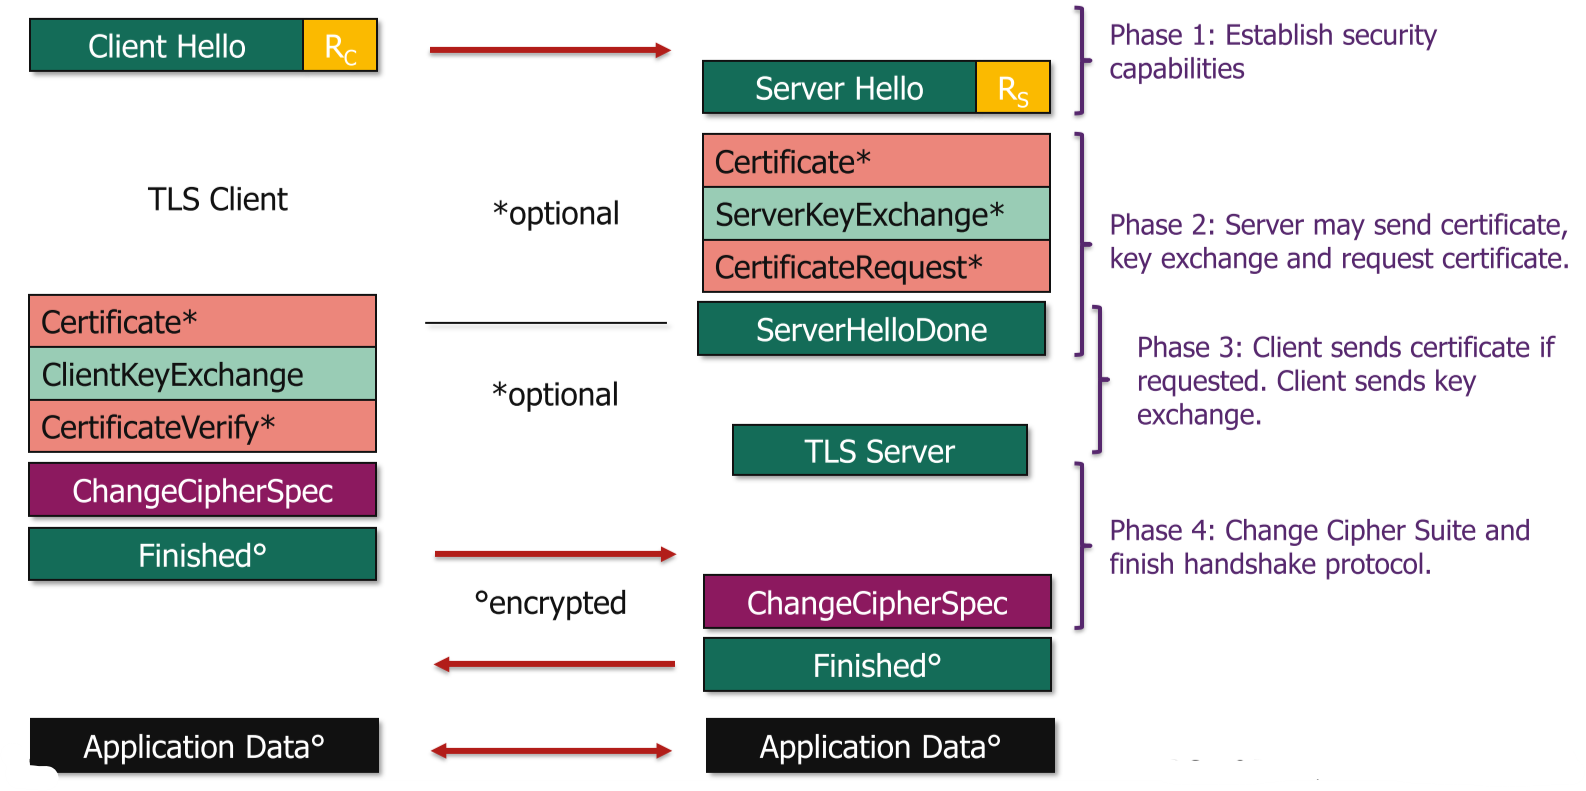 Client Hello R_C
Server Hello R_S
Phase 1: Establish security
capabilities
TLS Client
*optional
Certificate*
ServerKeyExchange*
CertificateRequest*
ServerHelloDone
Phase 2: Server may send certificate,
key exchange and request certificate.
Certificate*
ClientKeyExchange
CertificateVerify*
*optional
TLS Server
Phase 3: Client sends certificate if
requested. Client sends key
exchange.
ChangeCipherSpec
Finished°
°encrypted
ChangeCipherSpec
Finished°
Phase 4: Change Cipher Suite and
finish handshake protocol.
Application Data°
Application Data°